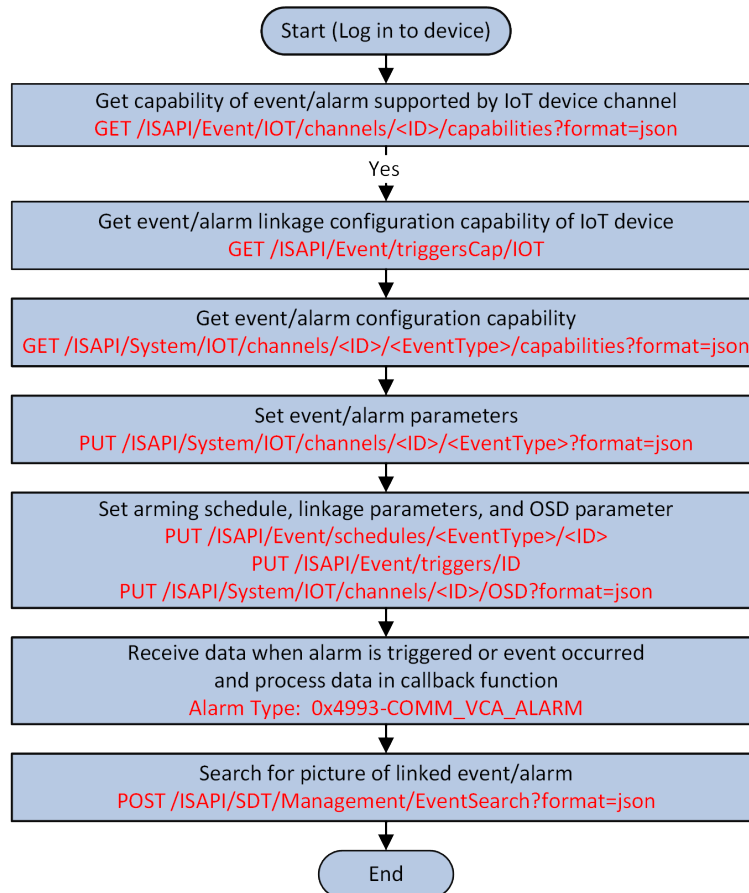 Start (Log in to device)
Get capability of event/alarm supported by IoT device channel
GET /ISAPI/Event/IOT/channels/<ID>/capabilities?format=json
Yes
Get event/alarm linkage configuration capability of IoT device
GET /ISAPI/Event/triggersCap/IOT
Get event/alarm configuration capability
GET /ISAPI/System/IOT/channels/<ID>/<EventType>/capabilities?format=json
Set event/alarm parameters
PUT /ISAPI/System/IOT/channels/<ID>/<EventType>?format=json
Set arming schedule, linkage parameters, and OSD parameter
PUT /ISAPI/Event/schedules/<EventType>/<ID>
PUT /ISAPI/Event/triggers/ID
PUT /ISAPI/System/IOT/channels/<ID>/OSD?format=json
Receive data when alarm is triggered or event occurred
and process data in callback function
Alarm Type:  0x4993-COMM_VCA_ALARM
Search for picture of linked event/alarm
POST /ISAPI/SDT/Management/EventSearch?format=json
End